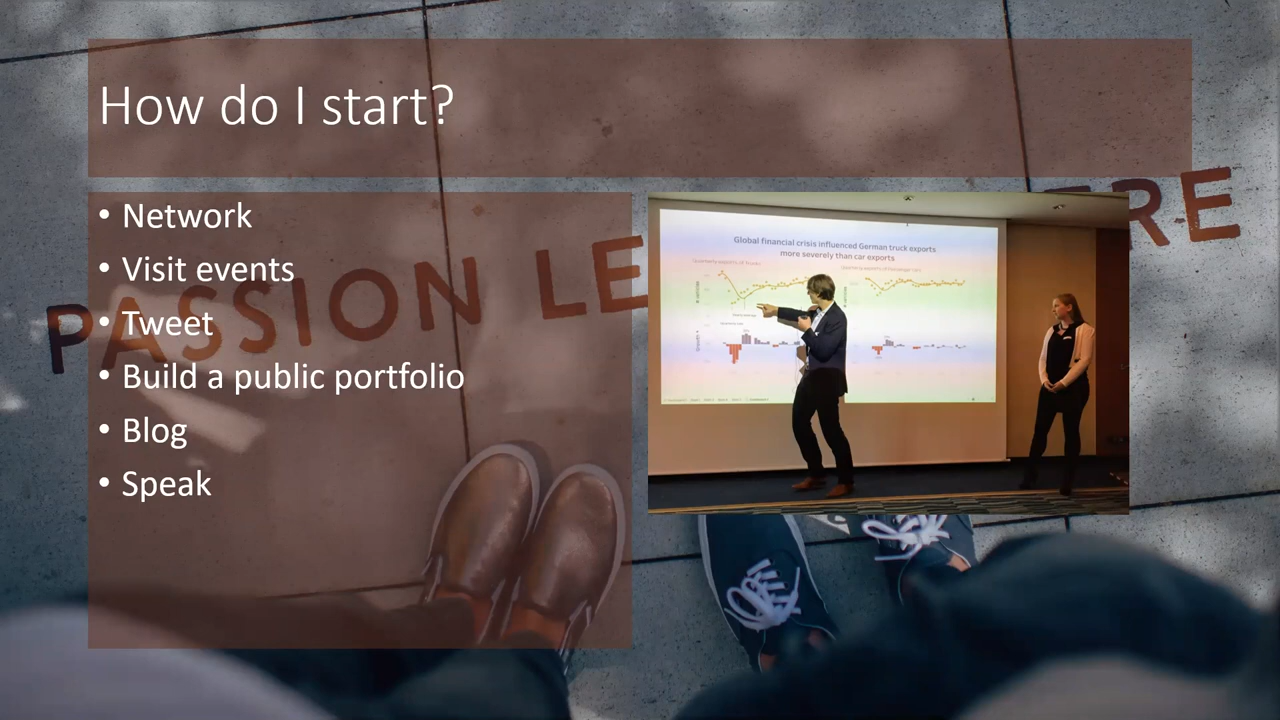 How do I start?
• Network
• Visit events
• Tweet
• Build a public portfolio
• Blog
• Speak
PASSION LE
RE
Global financial crisis influenced German truck exports
more severely than car exports